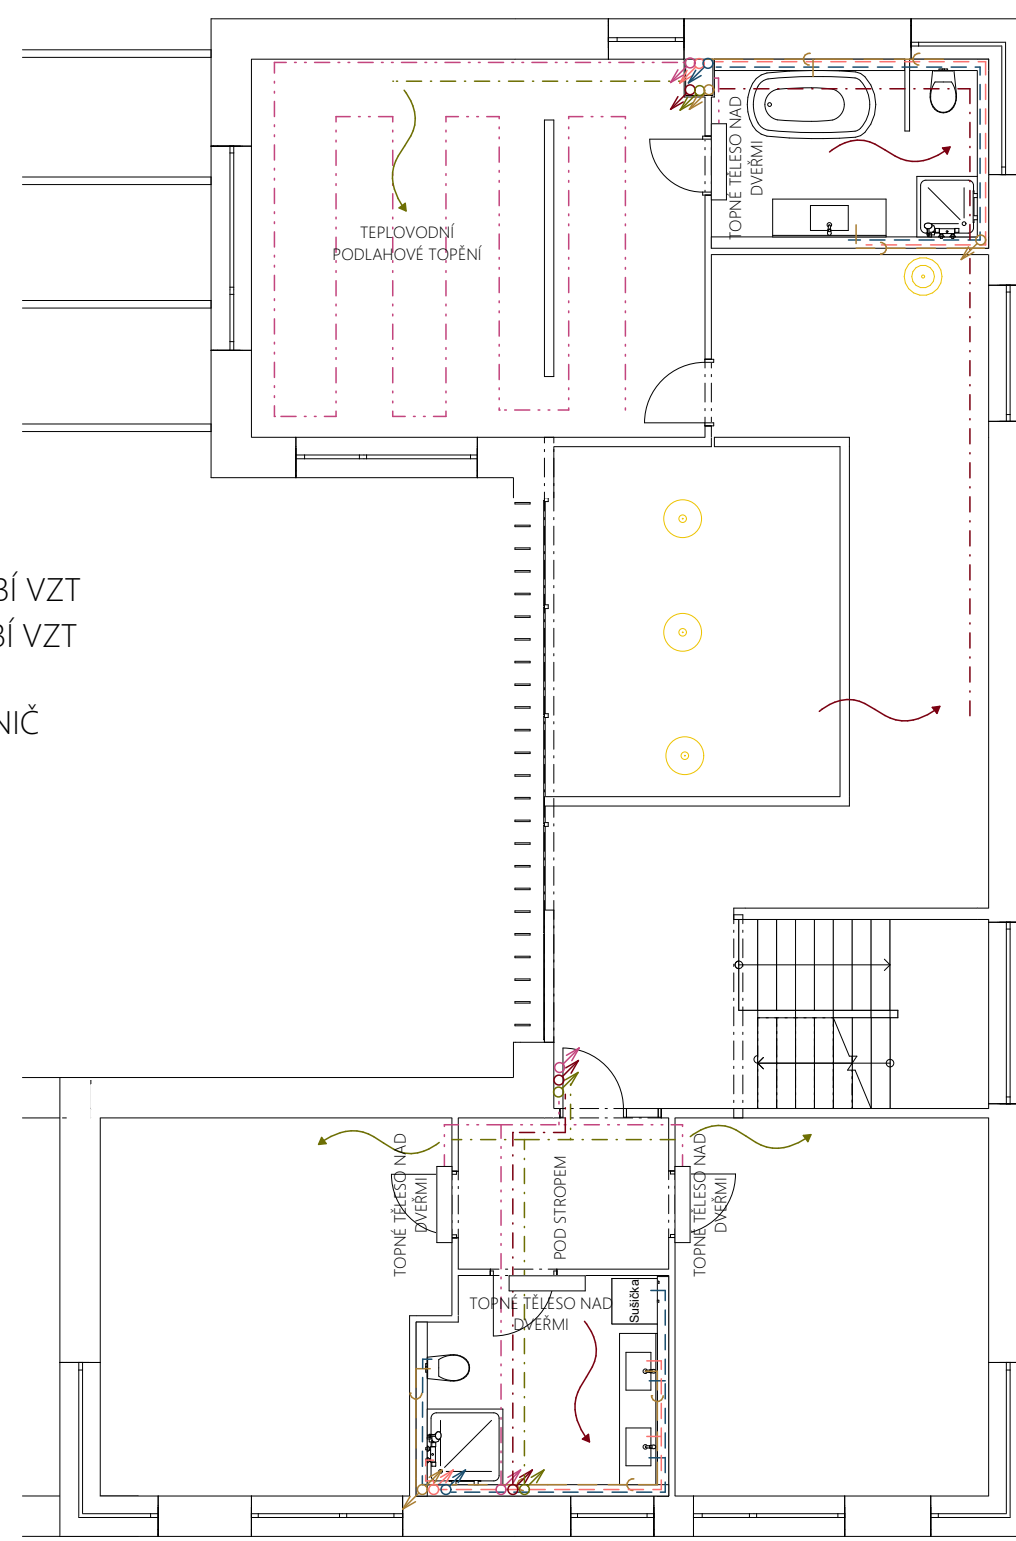 TOPNÉ TĚLESO NAD
DVEŘMI
TEPLOVODNÍ
PODLAHOVÉ TOPĚNÍ
BÍ VZT
BÍ VZT
NIČ
TOPNÉ TĚLESO NAD
DVEŘMI
POD STROPEM
TOPNÉ TĚLESO NAD
DVEŘMI
TOPNÉ TĚLESO NAD
DVEŘMI
Sušička